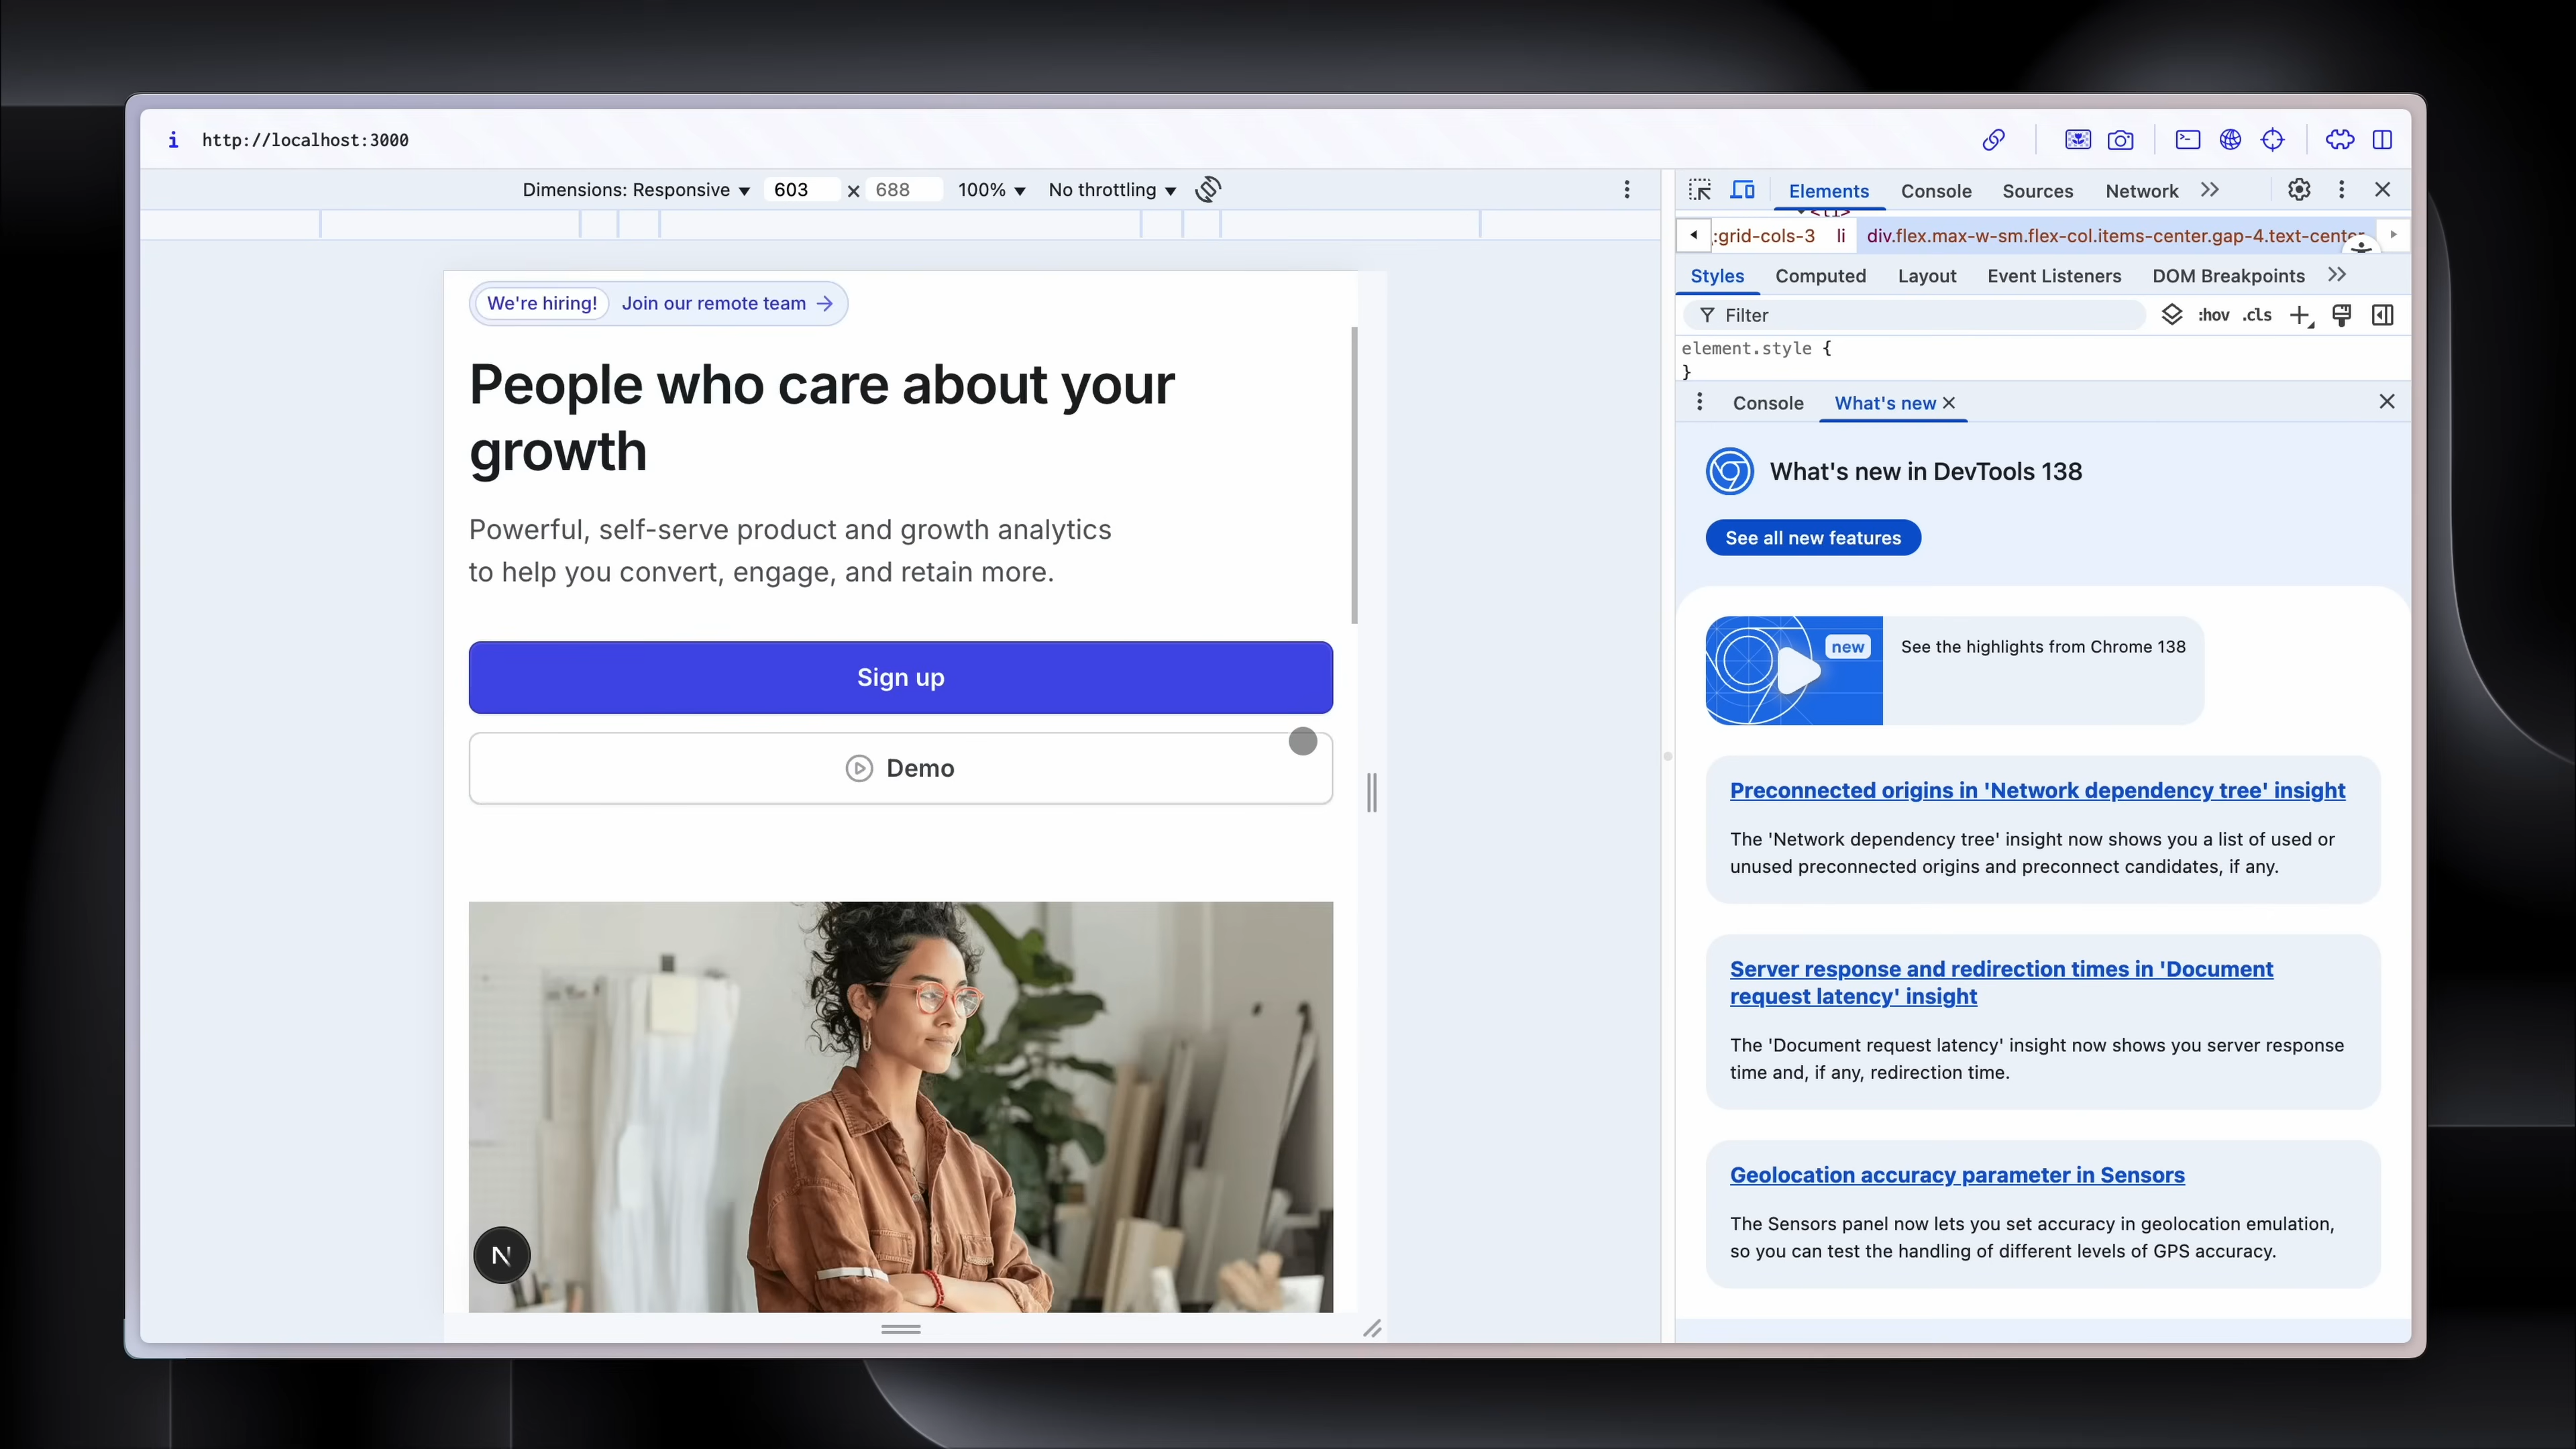 i http://localhost:3000
Dimensions: Responsive 603 x 688 100% No throttling
We're hiring! Join our remote team →
People who care about your
growth
Powerful, self-serve product and growth analytics
to help you convert, engage, and retain more.
Sign up
Demo
N
Elements Console Sources Network
:grid-cols-3 li div.flex.max-w-sm.flex-col.items-center.gap-4.text-center
Styles Computed Layout Event Listeners DOM Breakpoints
Filter :hov .cls
element.style {
}
Console What's new
What's new in DevTools 138
See all new features
new See the highlights from Chrome 138
Preconnected origins in 'Network dependency tree' insight
The 'Network dependency tree' insight now shows you a list of used or
unused preconnected origins and preconnect candidates, if any.
Server response and redirection times in 'Document
request latency' insight
The 'Document request latency' insight now shows you server response
time and, if any, redirection time.
Geolocation accuracy parameter in Sensors
The Sensors panel now lets you set accuracy in geolocation emulation,
so you can test the handling of different levels of GPS accuracy.